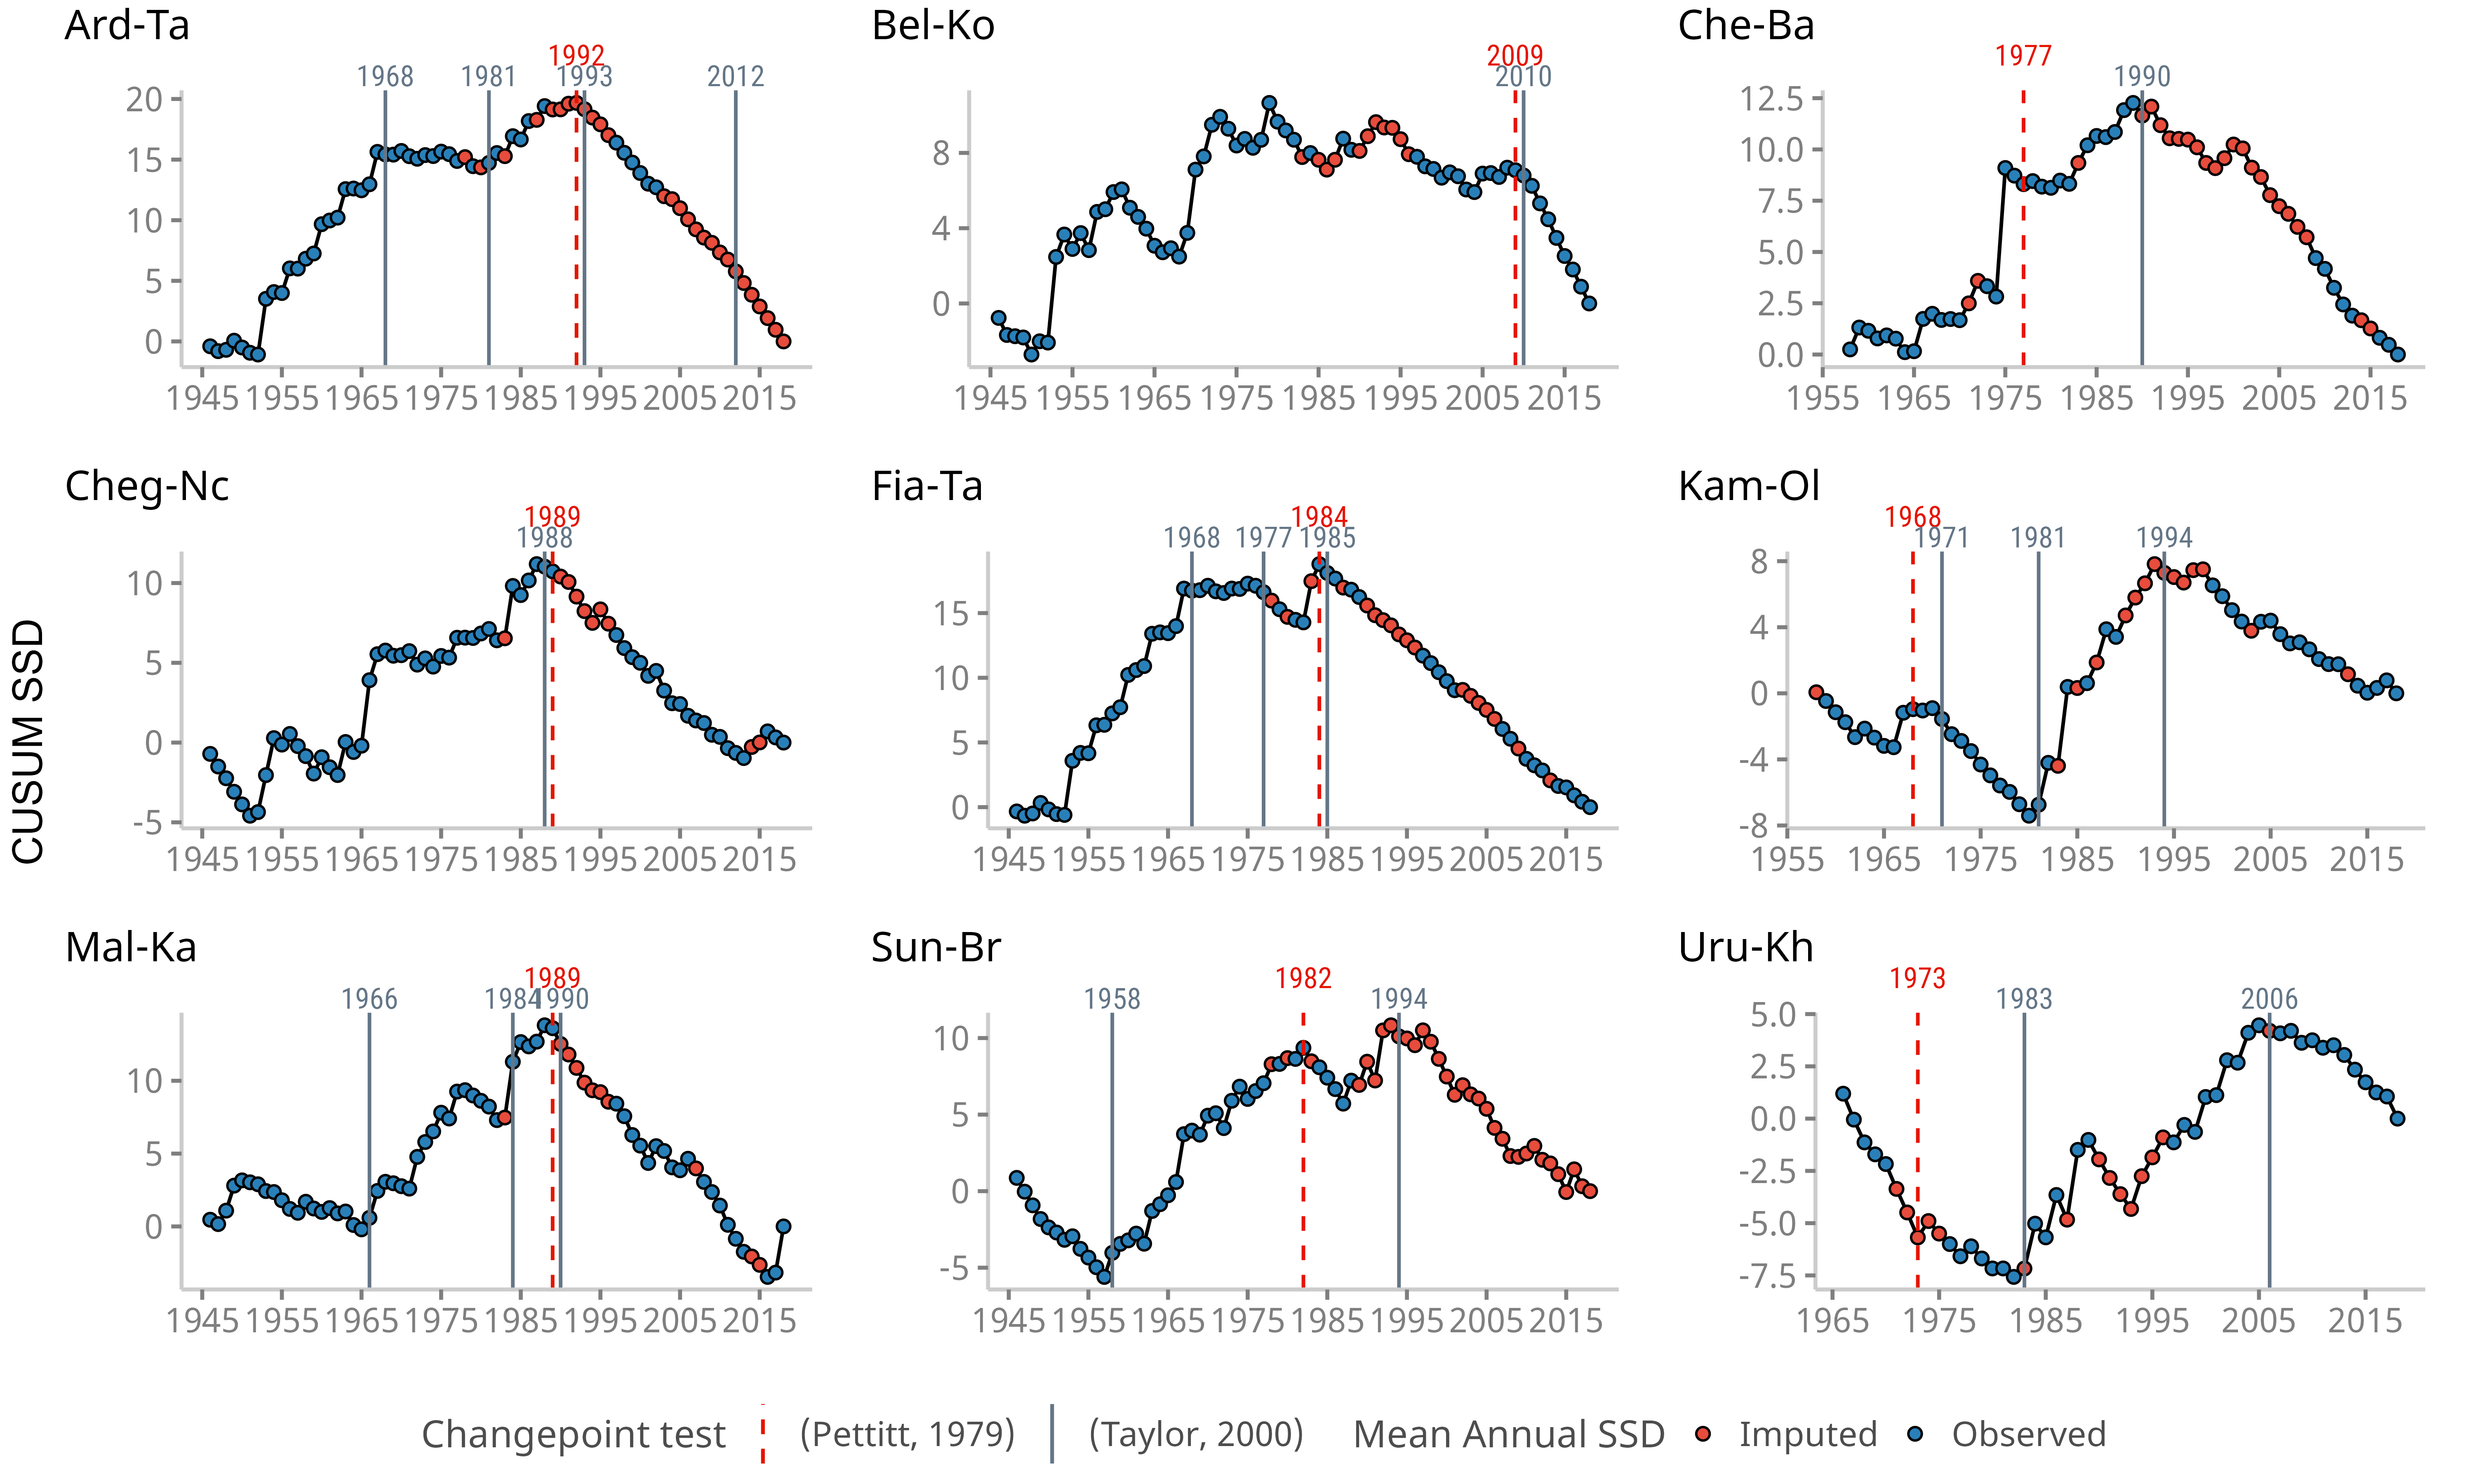 Ard-Ta
1992
1968 1981 1993 2012
20
15
10
5
0
1945 1955 1965 1975 1985 1995 2005 2015
Bel-Ko
2009
2010
8
4
0
1945 1955 1965 1975 1985 1995 2005 2015
Che-Ba
1977
1990
12.5
10.0
7.5
5.0
2.5
0.0
1955 1965 1975 1985 1995 2005 2015
CUSUM SSD
Cheg-Nc
1989
1988
10
5
0
-5
1945 1955 1965 1975 1985 1995 2005 2015
Fia-Ta
1984
1968 1977 1985
15
10
5
0
1945 1955 1965 1975 1985 1995 2005 2015
Kam-Ol
1968
1971 1981 1994
8
4
0
-4
-8
1955 1965 1975 1985 1995 2005 2015
Mal-Ka
1989
1966 1984 1990
10
5
0
1945 1955 1965 1975 1985 1995 2005 2015
Sun-Br
1982
1958 1994
10
5
0
-5
1945 1955 1965 1975 1985 1995 2005 2015
Uru-Kh
1973
1983 2006
5.0
2.5
0.0
-2.5
-5.0
-7.5
1965 1975 1985 1995 2005 2015
Changepoint test (Pettitt, 1979) (Taylor, 2000) Mean Annual SSD Imputed Observed